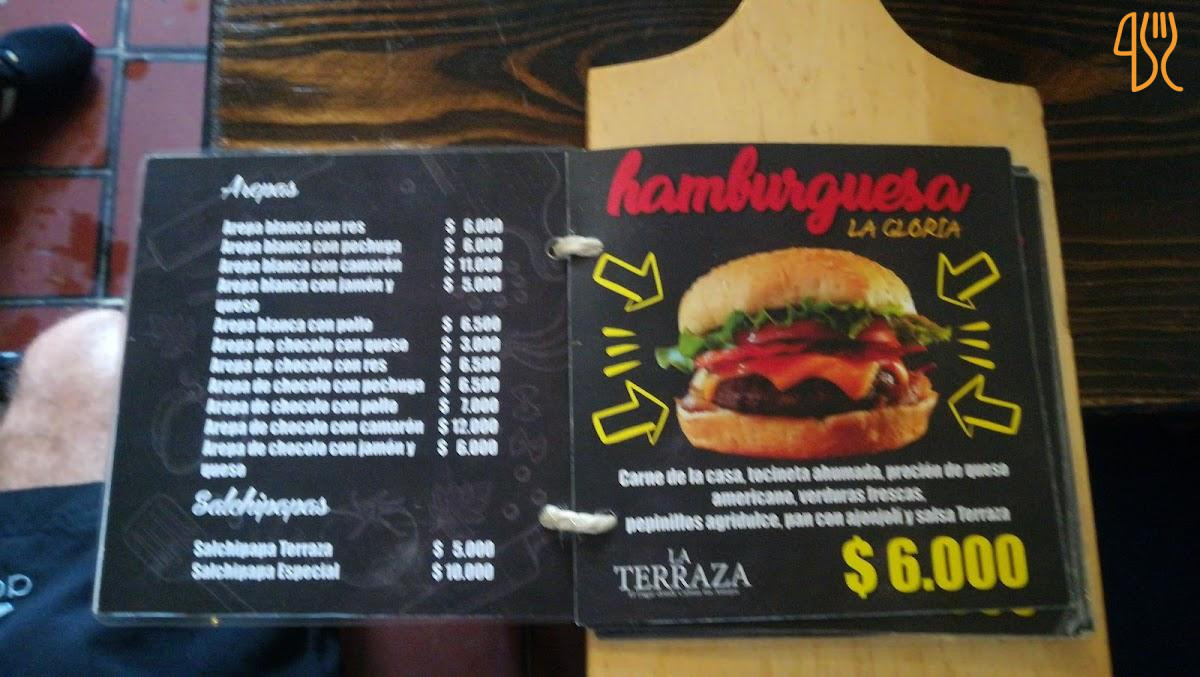 Arepas
Arepa blanca con res $ 6.000
Arepa blanca con pechuga $ 6.000
Arepa blanca con camarón $ 11.000
Arepa blanca con jamón y $ 5.000
queso
Arepa blanca con pollo $ 6.500
Arepa de chocolo con queso $ 3.000
Arepa de chocolo con res $ 6.500
Arepa de chocolo con pechuga $ 6.500
Arepa de chocolo con pollo $ 7.000
Arepa de chocolo con camarón $ 12.000
Arepa de chocolo con jamón y $ 6.000
queso
Salchipapas
Salchipapa Terraza $ 5.000
Salchipapa Especial $ 10.000
hamburguesa
LA GLORIA
Carne de la casa, tocineta ahumada, proción de queso
americano, verduras frescas,
pepinillos agridulce, pan con ajonjolí y salsa Terraza
LA
TERRAZA
$ 6.000